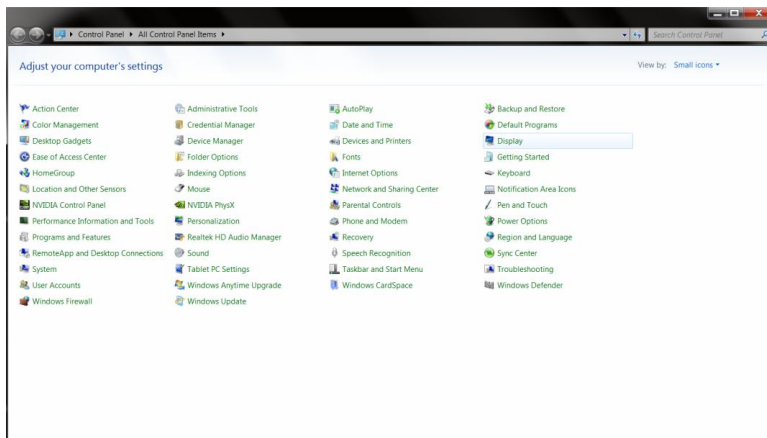 Control Panel All Control Panel Items Search Control Panel
Adjust your computer's settings View by: Small icons
Action Center Administrative Tools AutoPlay Backup and Restore
Color Management Credential Manager Date and Time Default Programs
Desktop Gadgets Device Manager Devices and Printers Display
Ease of Access Center Folder Options Fonts Getting Started
HomeGroup Indexing Options Internet Options Keyboard
Location and Other Sensors Mouse Network and Sharing Center Notification Area Icons
NVIDIA Control Panel NVIDIA PhysX Parental Controls Pen and Touch
Performance Information and Tools Personalization Phone and Modem Power Options
Programs and Features Realtek HD Audio Manager Recovery Region and Language
RemoteApp and Desktop Connections Sound Speech Recognition Sync Center
System Tablet PC Settings Taskbar and Start Menu Troubleshooting
User Accounts Windows Anytime Upgrade Windows CardSpace Windows Defender
Windows Firewall Windows Update